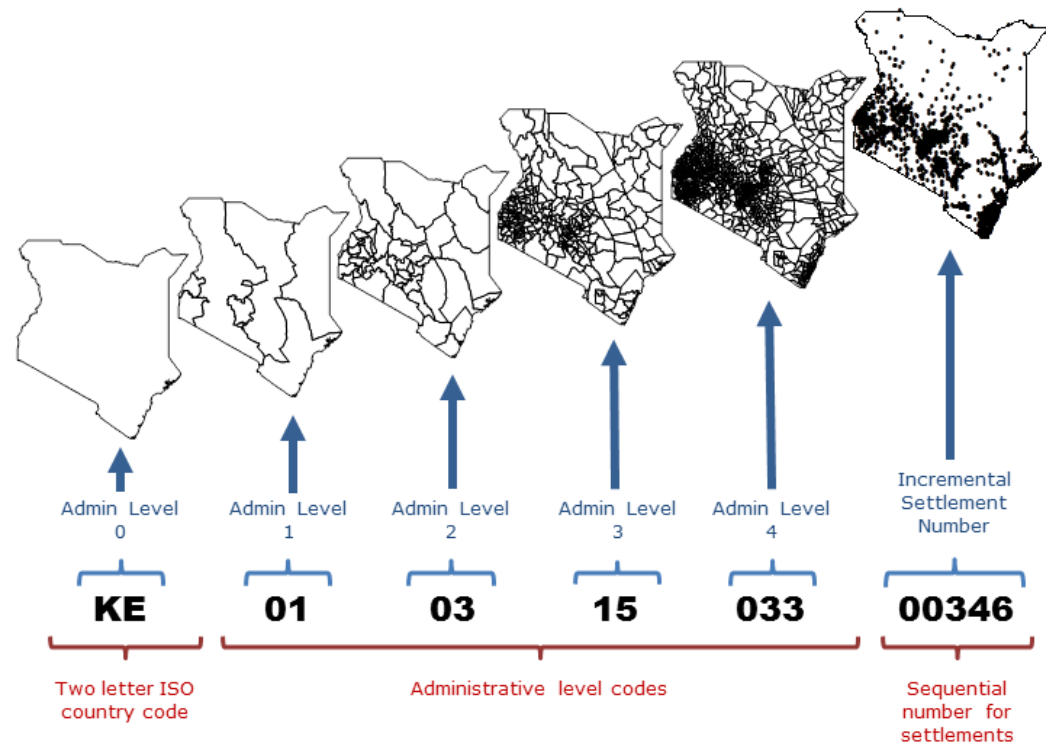 Admin Level
0
Admin Level
1
Admin Level
2
Admin Level
3
Admin Level
4
Incremental
Settlement
Number
KE
01
03
15
033
00346
Two letter ISO
country code
Administrative level codes
Sequential
number for
settlements